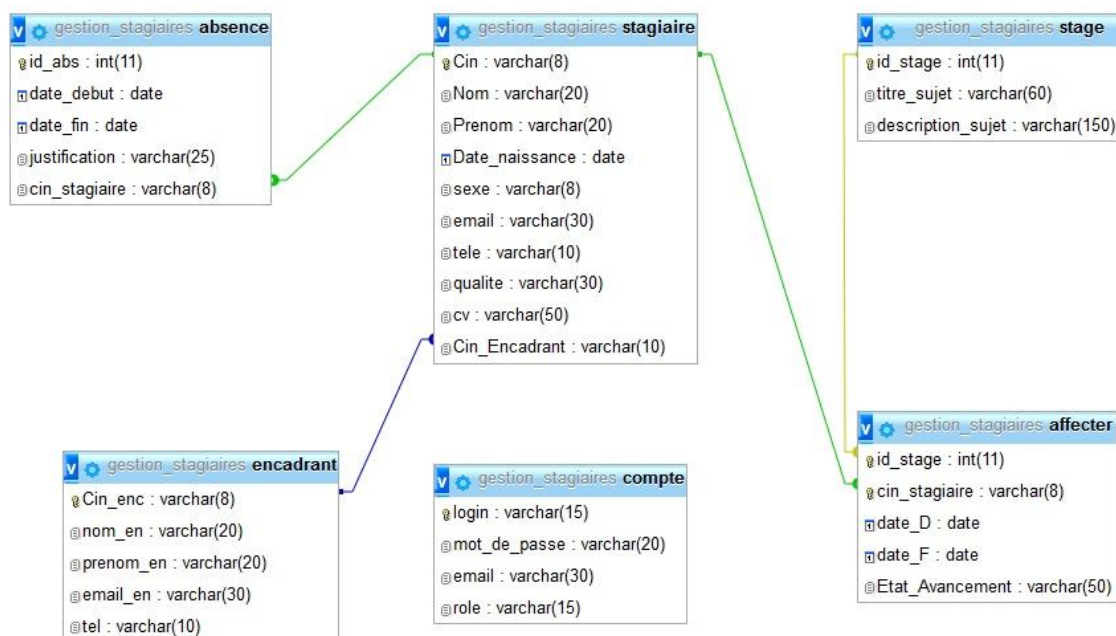 gestion_stagiaires absence
id_abs : int(11)
date_debut : date
date_fin : date
justification : varchar(25)
cin_stagiaire : varchar(8)
gestion_stagiaires stagiaire
Cin : varchar(8)
Nom : varchar(20)
Prenom : varchar(20)
Date_naissance : date
sexe : varchar(8)
email : varchar(30)
tele : varchar(10)
qualite : varchar(30)
cv : varchar(50)
Cin_Encadrant : varchar(10)
gestion_stagiaires stage
id_stage : int(11)
titre_sujet : varchar(60)
description_sujet : varchar(150)
gestion_stagiaires encadrant
Cin_enc : varchar(8)
nom_en : varchar(20)
prenom_en : varchar(20)
email_en : varchar(30)
tel : varchar(10)
gestion_stagiaires compte
login : varchar(15)
mot_de_passe : varchar(20)
email : varchar(30)
role : varchar(15)
gestion_stagiaires affecter
id_stage : int(11)
cin_stagiaire : varchar(8)
date_D : date
date_F : date
Etat_Avancement : varchar(50)